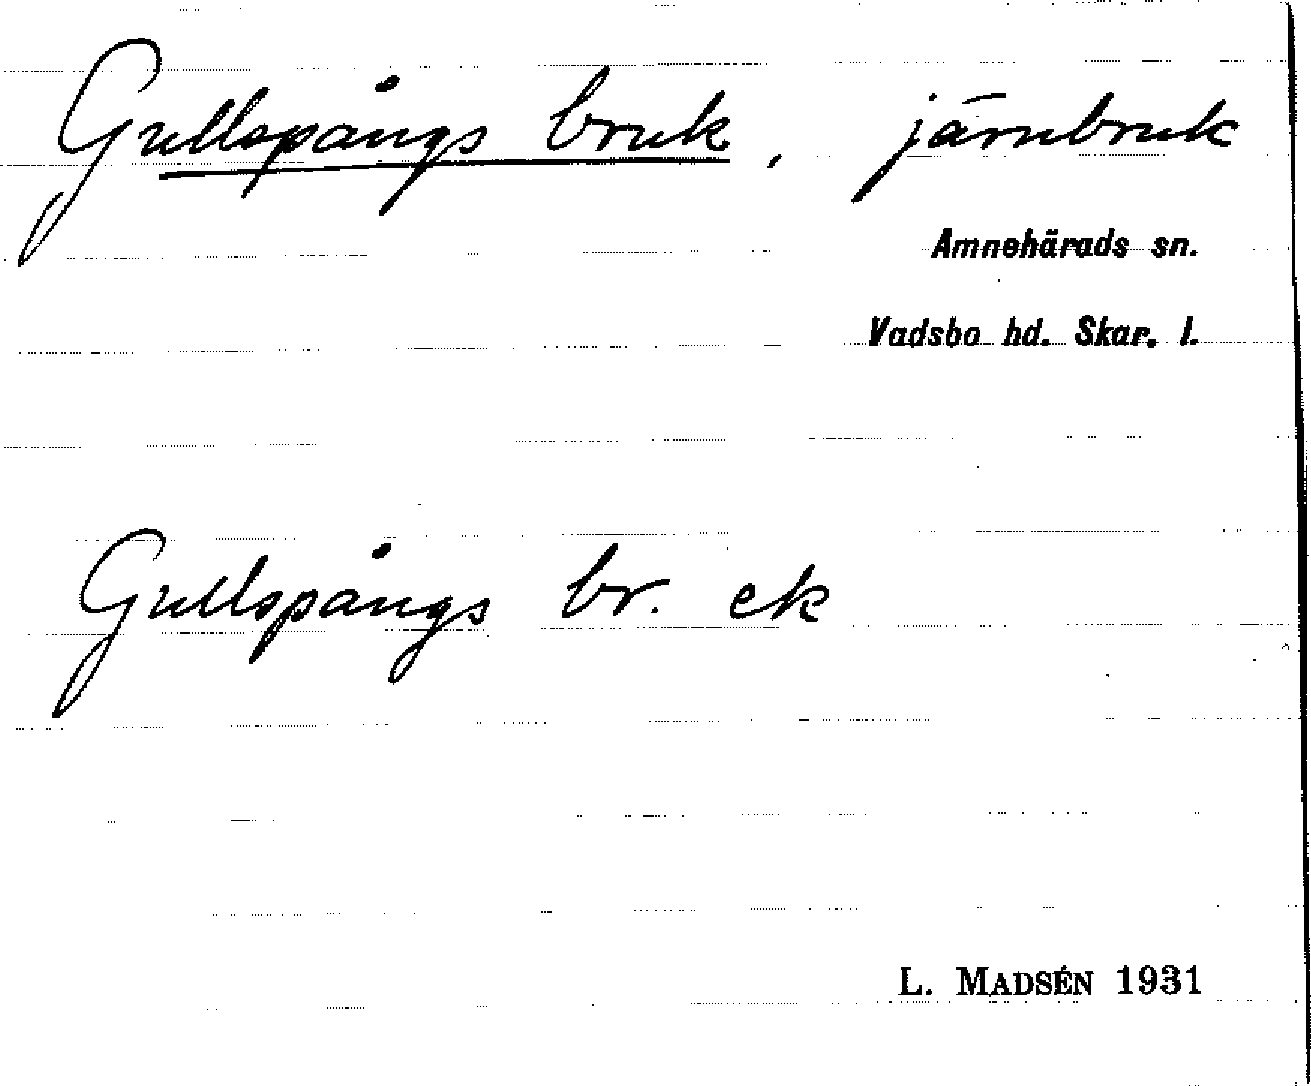 Gullspångs bruk, järnbruk
Amnehärads sn.
Vadsbo hd. Skar. l.
Gullspångs br. ek
L. MADSÉN 1931